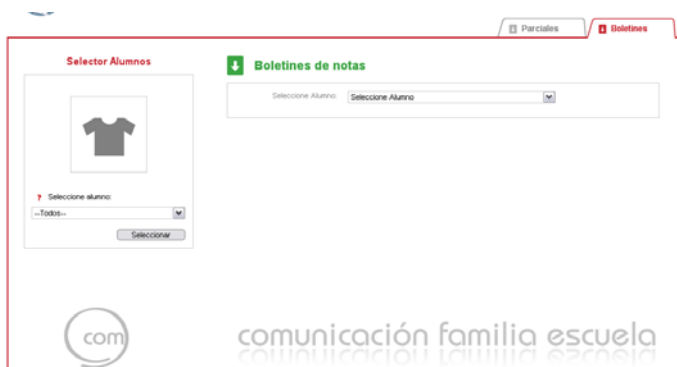 Parciales
Boletines
Selector Alumnos
? Seleccione alumno:
--Todos--
Seleccionar
Boletines de notas
Seleccione Alumno: Seleccione Alumno
com
comunicación familia escuela